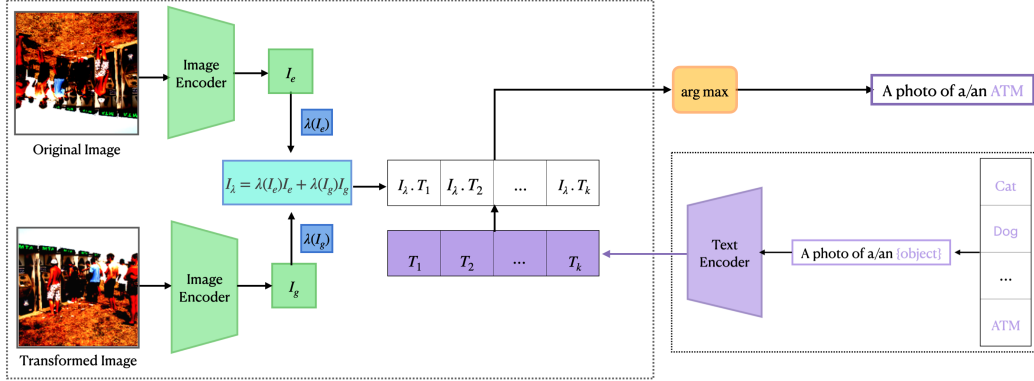 Image
Encoder
I_e
Original Image
λ(I_e)
I_λ = λ(I_e)I_e + λ(I_g)I_g
λ(I_g)
Image
Encoder
I_g
Transformed Image
I_λ . T_1 I_λ . T_2 ... I_λ . T_k
T_1 T_2 ... T_k
arg max
A photo of a/an ATM
Text
Encoder
A photo of a/an {object}
Cat
Dog
...
ATM